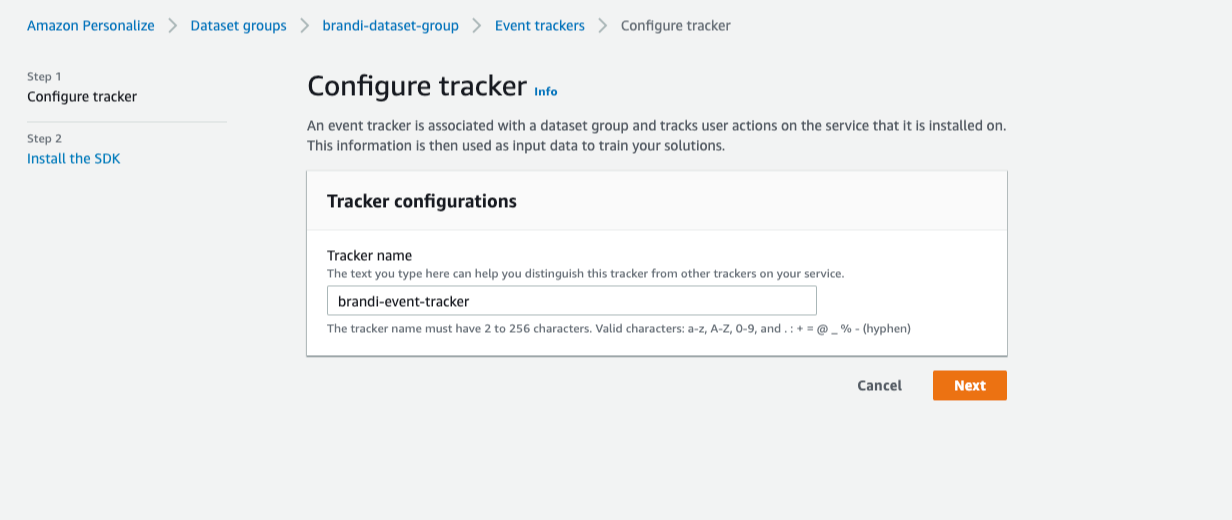 Amazon Personalize > Dataset groups > brandi-dataset-group > Event trackers > Configure tracker
Step 1
Configure tracker
Step 2
Install the SDK
Configure tracker Info
An event tracker is associated with a dataset group and tracks user actions on the service that it is installed on.
This information is then used as input data to train your solutions.
Tracker configurations
Tracker name
The text you type here can help you distinguish this tracker from other trackers on your service.
brandi-event-tracker
The tracker name must have 2 to 256 characters. Valid characters: a-z, A-Z, 0-9, and . : + = @ _ % - (hyphen)
Cancel Next